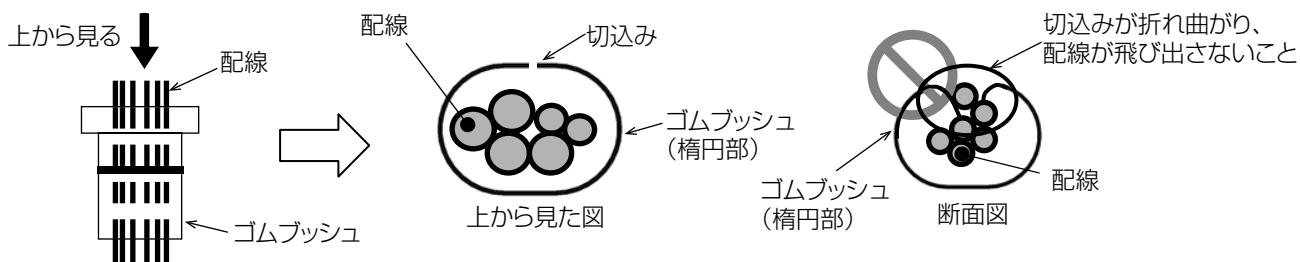 上から見る
配線
ゴムブッシュ
配線
切込み
ゴムブッシュ
（楕円部）
上から見た図
切込みが折れ曲がり、
配線が飛び出さないこと
ゴムブッシュ
（楕円部）
配線
断面図